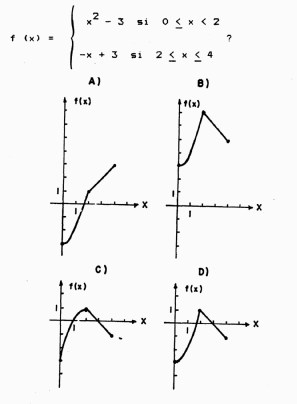 x² - 3 si 0 ≤ x < 2
f (x) =
-x + 3 si 2 ≤ x ≤ 4
?
A) B)
f(x) f(x)
1 1
1 X 1 X
C) D)
f(x) f(x)
1 1
1 X 1 X